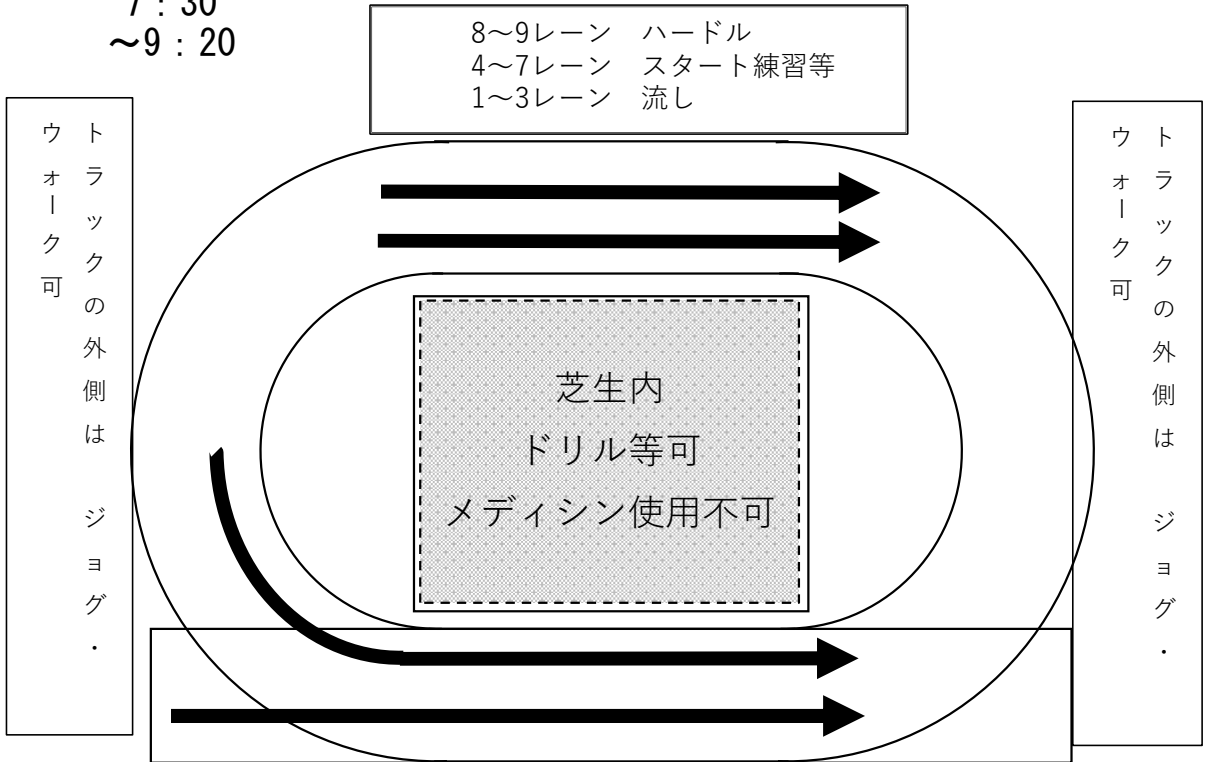 7：30
～9：20
8～9レーン　ハードル
4～7レーン　スタート練習等
1～3レーン　流し
トラックの外側は　ジョグ・
ウォーク可
芝生内
ドリル等可
メディシン使用不可
トラックの外側は　ジョグ・
ウォーク可